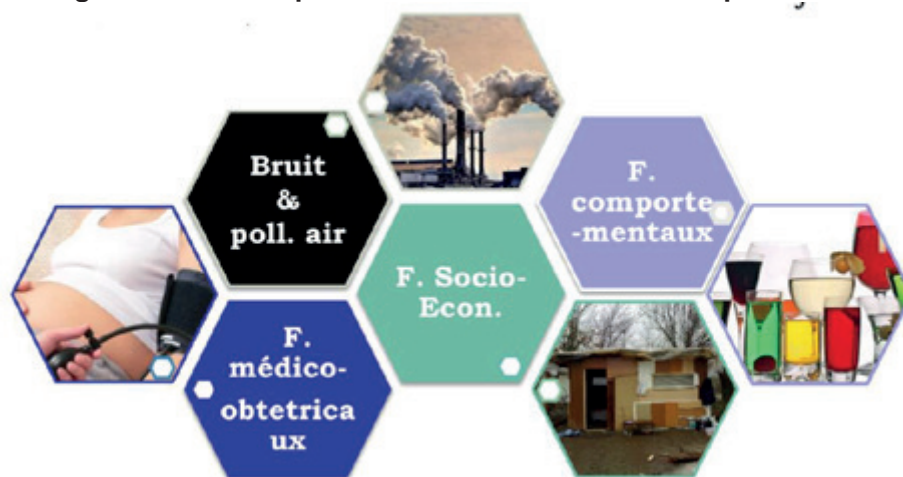 Bruit
&
poll. air
F.
comporte
-mentaux
F. Socio-
Econ.
F.
médico-
obtetrica
ux